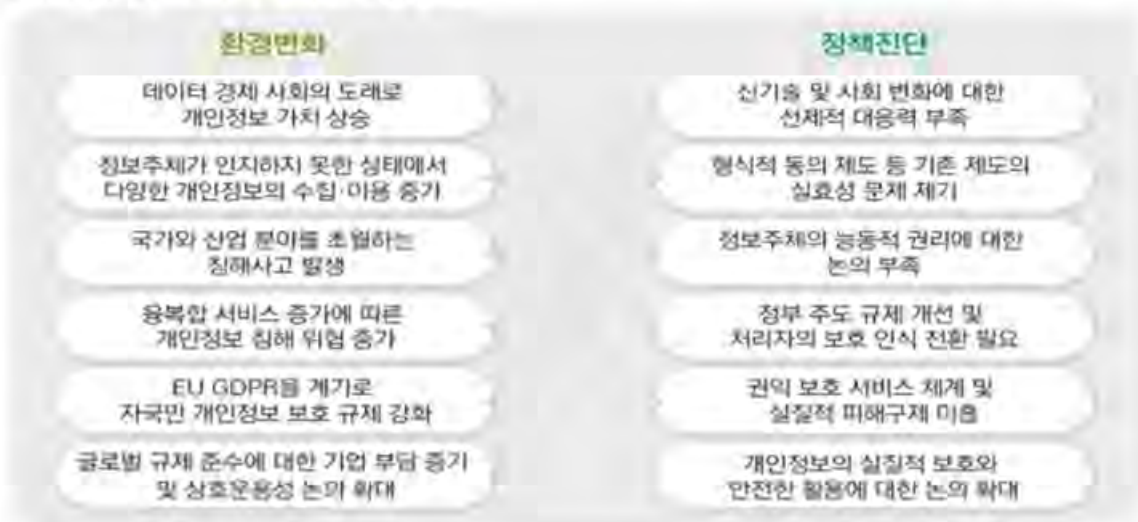 환경변화
데이터 경제 사회의 도래로
개인정보 가치 상승
정보주체가 인지하지 못한 상태에서
다양한 개인정보의 수집·이용 증가
국가와 산업 분야를 초월하는
침해사고 발생
융복합 서비스 증가에 따른
개인정보 침해 위협 증가
EU GDPR을 계기로
자국민 개인정보 보호 규제 강화
글로벌 규제 준수에 대한 기업 부담 증가
및 상호운용성 논의 확대
정책진단
신기술 및 사회 변화에 대한
선제적 대응력 부족
형식적 동의 제도 등 기존 제도의
실효성 문제 제기
정보주체의 능동적 권리에 대한
논의 부족
정부 주도 규제 개선 및
처리자의 보호 인식 전환 필요
권익 보호 서비스 체계 및
실질적 피해구제 미흡
개인정보의 실질적 보호와
안전한 활용에 대한 논의 확대